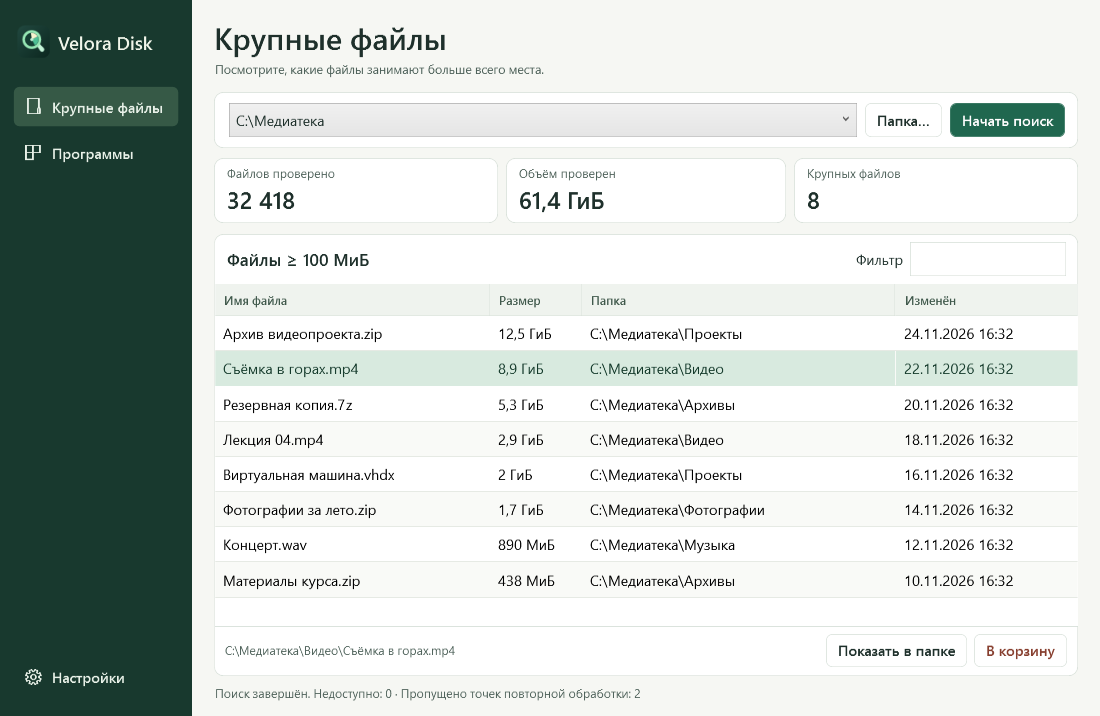 Velora Disk
Крупные файлы
Программы
Настройки
Крупные файлы
Посмотрите, какие файлы занимают больше всего места.
C:\Медиатека
Папка...
Начать поиск
Файлов проверено
32 418
Объём проверен
61,4 ГиБ
Крупных файлов
8
Файлы ≥ 100 МиБ
Фильтр
Имя файла Размер Папка Изменён
Архив видеопроекта.zip 12,5 ГиБ C:\Медиатека\Проекты 24.11.2026 16:32
Съёмка в горах.mp4 8,9 ГиБ C:\Медиатека\Видео 22.11.2026 16:32
Резервная копия.7z 5,3 ГиБ C:\Медиатека\Архивы 20.11.2026 16:32
Лекция 04.mp4 2,9 ГиБ C:\Медиатека\Видео 18.11.2026 16:32
Виртуальная машина.vhdx 2 ГиБ C:\Медиатека\Проекты 16.11.2026 16:32
Фотографии за лето.zip 1,7 ГиБ C:\Медиатека\Фотографии 14.11.2026 16:32
Концерт.wav 890 МиБ C:\Медиатека\Музыка 12.11.2026 16:32
Материалы курса.zip 438 МиБ C:\Медиатека\Архивы 10.11.2026 16:32
C:\Медиатека\Видео\Съёмка в горах.mp4
Показать в папке
В корзину
Поиск завершён. Недоступно: 0 · Пропущено точек повторной обработки: 2